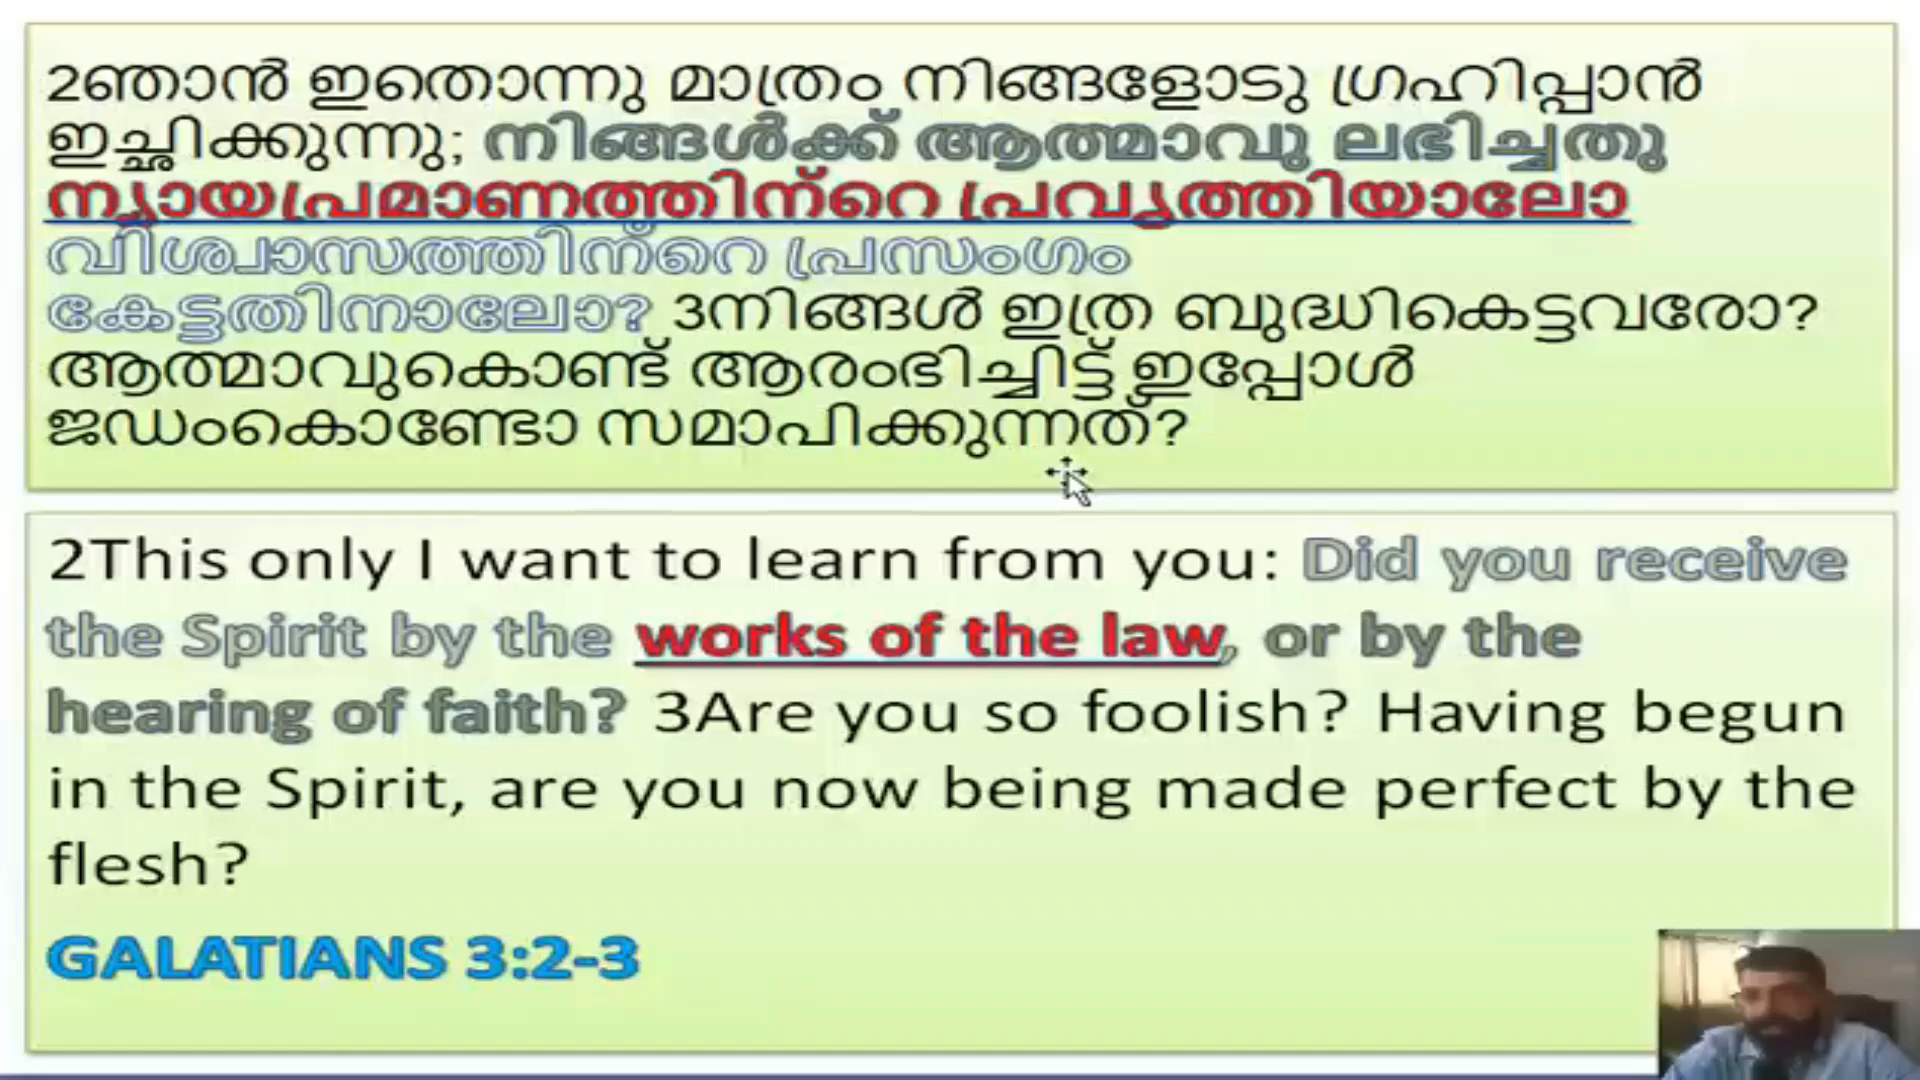 2ഞാൻ ഇതൊന്നു മാത്രം നിങ്ങളോടു ഗ്രഹിപ്പാൻ
ഇച്ഛിക്കുന്നു; നിങ്ങൾക്ക് ആത്മാവു ലഭിച്ചതു
ന്യായപ്രമാണത്തിന്റെ പ്രവൃത്തിയാലോ
വിശ്വാസത്തിന്റെ പ്രസംഗം
കേട്ടതിനാലോ? 3നിങ്ങൾ ഇത്ര ബുദ്ധികെട്ടവരോ?
ആത്മാവുകൊണ്ട് ആരംഭിച്ചിട്ട് ഇപ്പോൾ
ജഡംകൊണ്ടോ സമാപിക്കുന്നത്?
2This only I want to learn from you: Did you receive
the Spirit by the works of the law, or by the
hearing of faith? 3Are you so foolish? Having begun
in the Spirit, are you now being made perfect by the
flesh?
GALATIANS 3:2-3